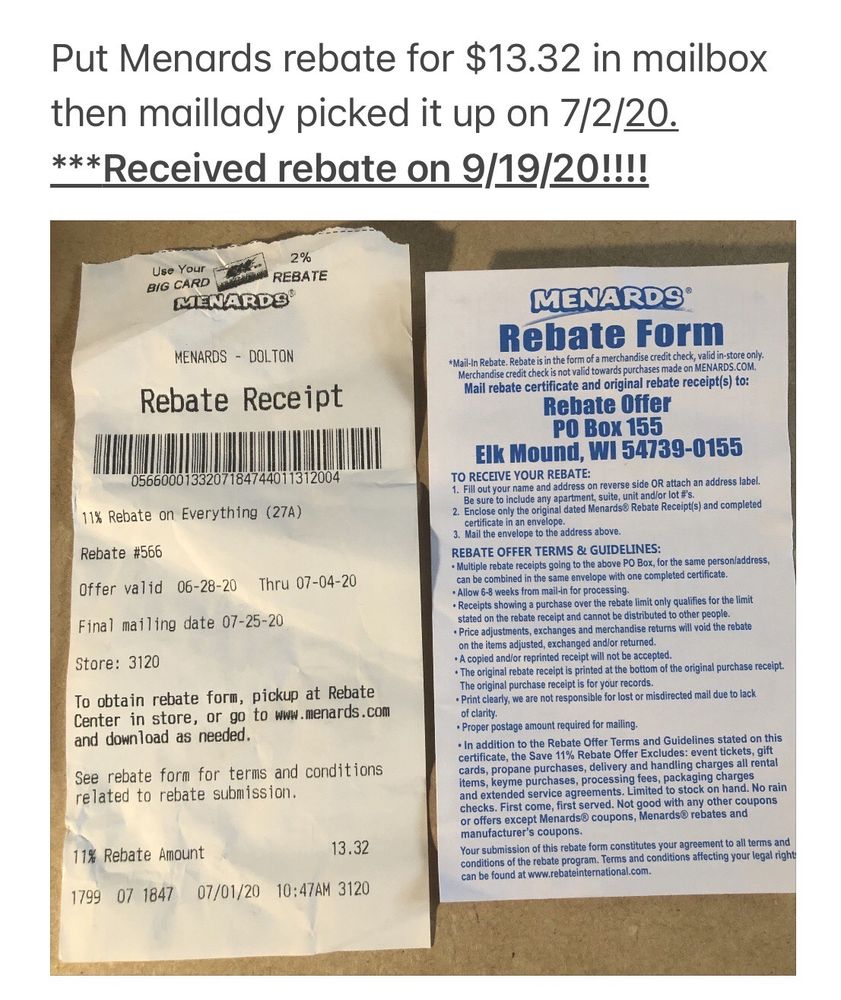 Put Menards rebate for $13.32 in mailbox
then maillady picked it up on 7/2/20.
***Received rebate on 9/19/20!!!!
Use Your
BIG CARD
2%
REBATE
MENARDS®
MENARDS - DOLTON
Rebate Receipt
0566000133207184744011312004
11% Rebate on Everything (27A)
Rebate #566
Offer valid 06-28-20 Thru 07-04-20
Final mailing date 07-25-20
Store: 3120
To obtain rebate form, pickup at Rebate
Center in store, or go to www.menards.com
and download as needed.
See rebate form for terms and conditions
related to rebate submission.
11% Rebate Amount 13.32
1799 07 1847 07/01/20 10:47AM 3120
MENARDS®
Rebate Form
*Mail-In Rebate. Rebate is in the form of a merchandise credit check, valid in-store only.
Merchandise credit check is not valid towards purchases made on MENARDS.COM.
Mail rebate certificate and original rebate receipt(s) to:
Rebate Offer
PO Box 155
Elk Mound, WI 54739-0155
TO RECEIVE YOUR REBATE:
1. Fill out your name and address on reverse side OR attach an address label.
Be sure to include any apartment, suite, unit and/or lot #'s.
2. Enclose only the original dated Menards® Rebate Receipt(s) and completed
certificate in an envelope.
3. Mail the envelope to the address above.
REBATE OFFER TERMS & GUIDELINES:
• Multiple rebate receipts going to the above PO Box, for the same person/address,
can be combined in the same envelope with one completed certificate.
• Allow 6-8 weeks from mail-in for processing.
• Receipts showing a purchase over the rebate limit only qualifies for the limit
stated on the rebate receipt and cannot be distributed to other people.
• Price adjustments, exchanges and merchandise returns will void the rebate
on the items adjusted, exchanged and/or returned.
• A copied and/or reprinted receipt will not be accepted.
• The original rebate receipt is printed at the bottom of the original purchase receipt.
The original purchase receipt is for your records.
• Print clearly, we are not responsible for lost or misdirected mail due to lack
of clarity.
• Proper postage amount required for mailing.
• In addition to the Rebate Offer Terms and Guidelines stated on this
certificate, the Save 11% Rebate Offer Excludes: event tickets, gift
cards, propane purchases, delivery and handling charges all rental
items, keyme purchases, processing fees, packaging charges
and extended service agreements. Limited to stock on hand. No rain
checks. First come, first served. Not good with any other coupons
or offers except Menards® coupons, Menards® rebates and
manufacturer's coupons.
Your submission of this rebate form constitutes your agreement to all terms and
conditions of the rebate program. Terms and conditions affecting your legal rights
can be found at www.rebateinternational.com.